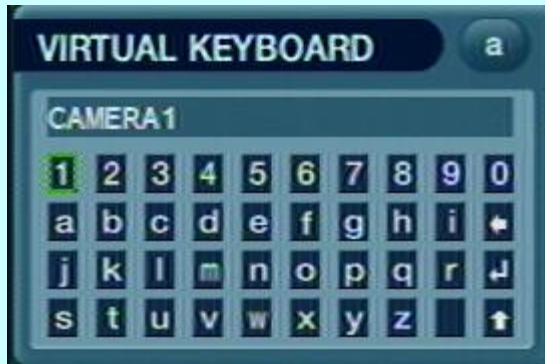 VIRTUAL KEYBOARD a
CAMERA1
1 2 3 4 5 6 7 8 9 0
a b c d e f g h i ←
j k l m n o p q r ↲
s t u v w x y z ↑